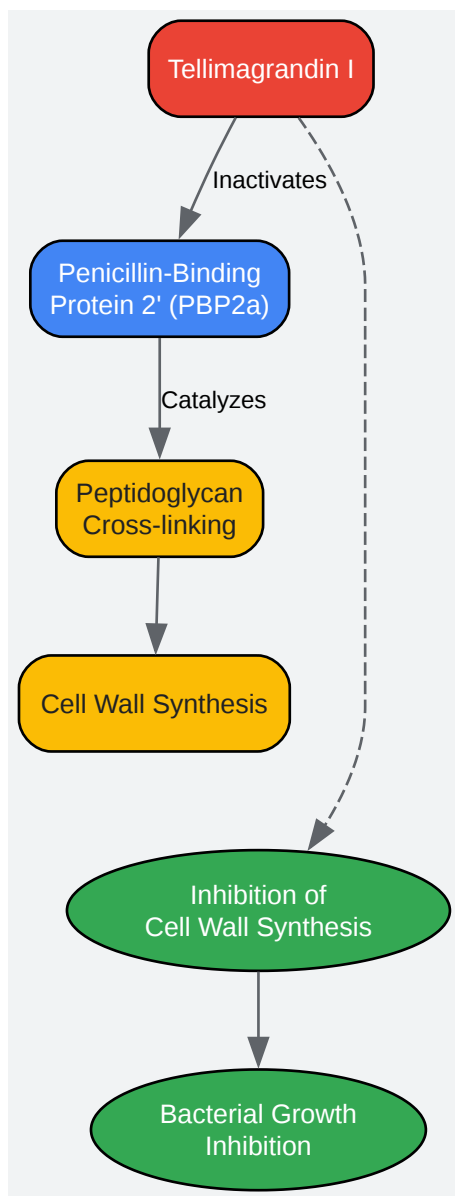 Tellimagrandin I
Inactivates
Penicillin-Binding
Protein 2' (PBP2a)
Catalyzes
Peptidoglycan
Cross-linking
Cell Wall Synthesis
Inhibition of
Cell Wall Synthesis
Bacterial Growth
Inhibition